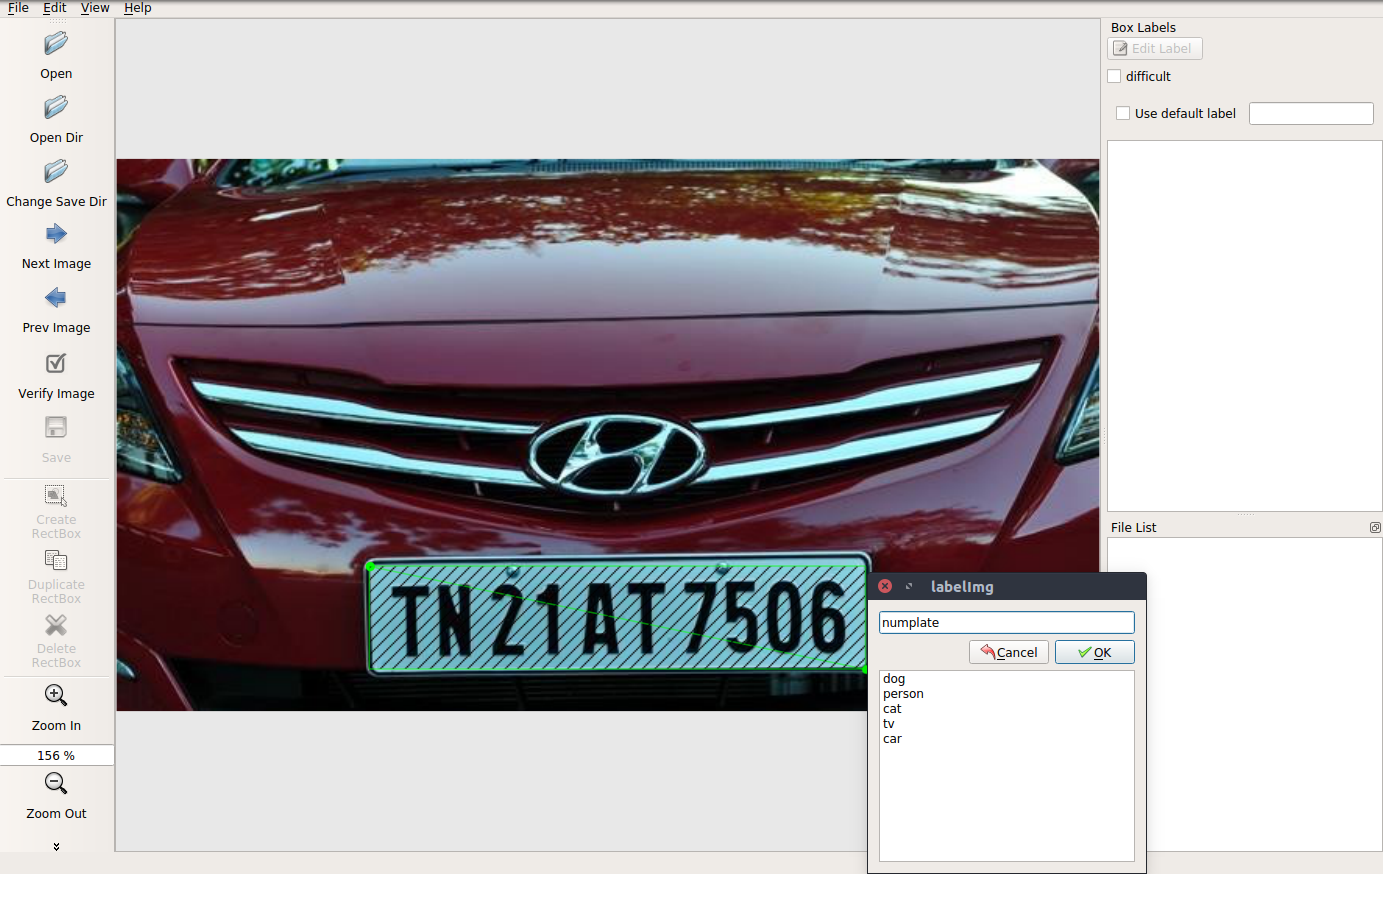 File Edit View Help
Open
Open Dir
Change Save Dir
Next Image
Prev Image
Verify Image
Save
Create
RectBox
Duplicate
RectBox
Delete
RectBox
Zoom In
156 %
Zoom Out
TN 21 AT 7506
Box Labels
Edit Label
difficult
Use default label
File List
labelImg
numplate
Cancel OK
dog
person
cat
tv
car